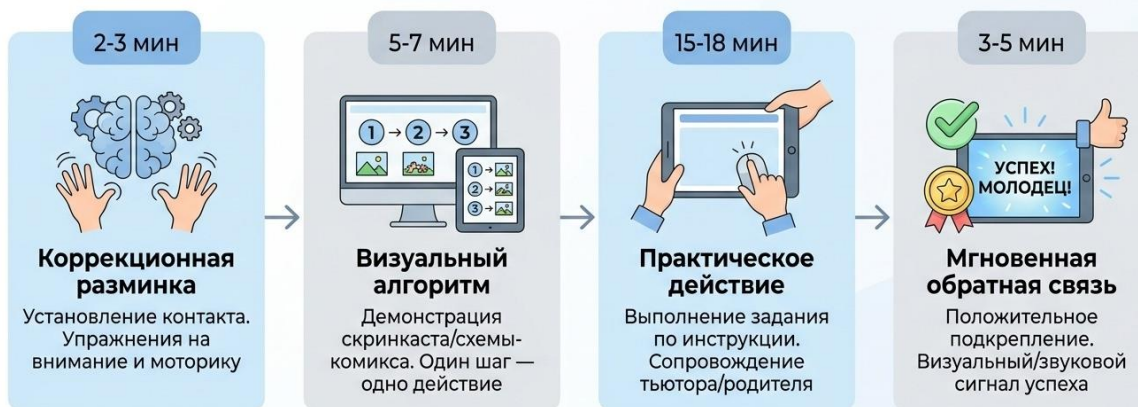 2-3 мин
1 → 2 → 3
1 →
2 →
3 →
Коррекционная
разминка
Установление контакта.
Упражнения на
внимание и моторику
5-7 мин
Визуальный
алгоритм
Демонстрация
скринкаста/схемы-
комикса. Один шаг —
одно действие
15-18 мин
Практическое
действие
Выполнение задания
по инструкции.
Сопровождение
тьютора/родителя
3-5 мин
УСПЕХ!
МОЛОДЕЦ!
Мгновенная
обратная связь
Положительное
подкрепление.
Визуальный/звуковой
сигнал успеха